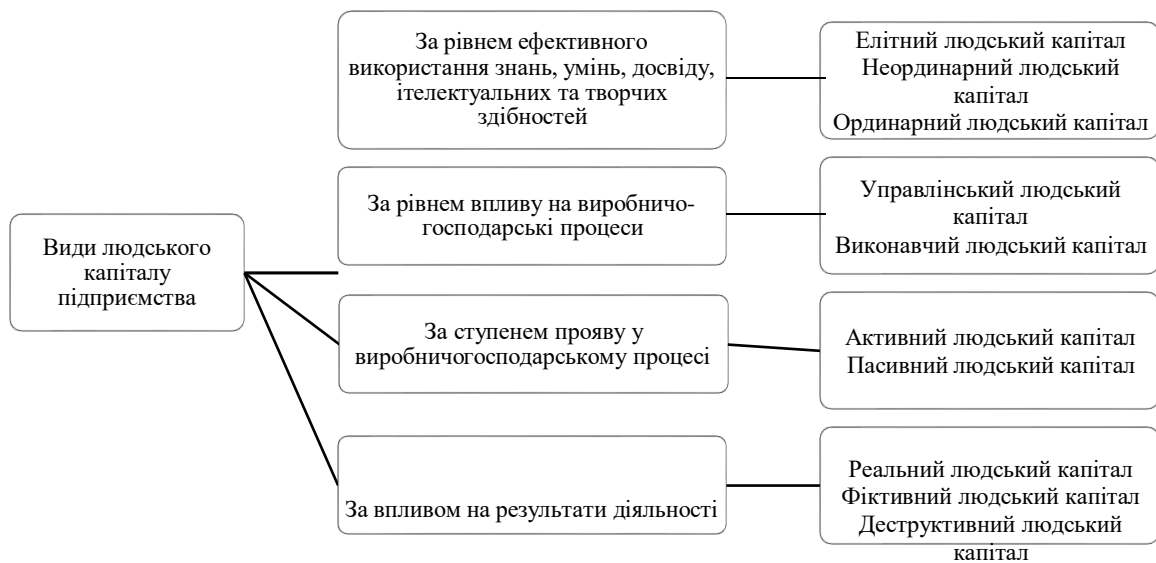 Види людського
капіталу
підприємства
За рівнем ефективного
використання знань, умінь, досвіду,
ітелектуальних та творчих
здібностей
Елітний людський капітал
Неординарний людський
капітал
Ординарний людський капітал
За рівнем впливу на виробничо-
господарські процеси
Управлінський людський
капітал
Виконавчий людський капітал
За ступенем прояву у
виробничогосподарському процесі
Активний людський капітал
Пасивний людський капітал
За впливом на результати діяльності
Реальний людський капітал
Фіктивний людський капітал
Деструктивний людський
капітал